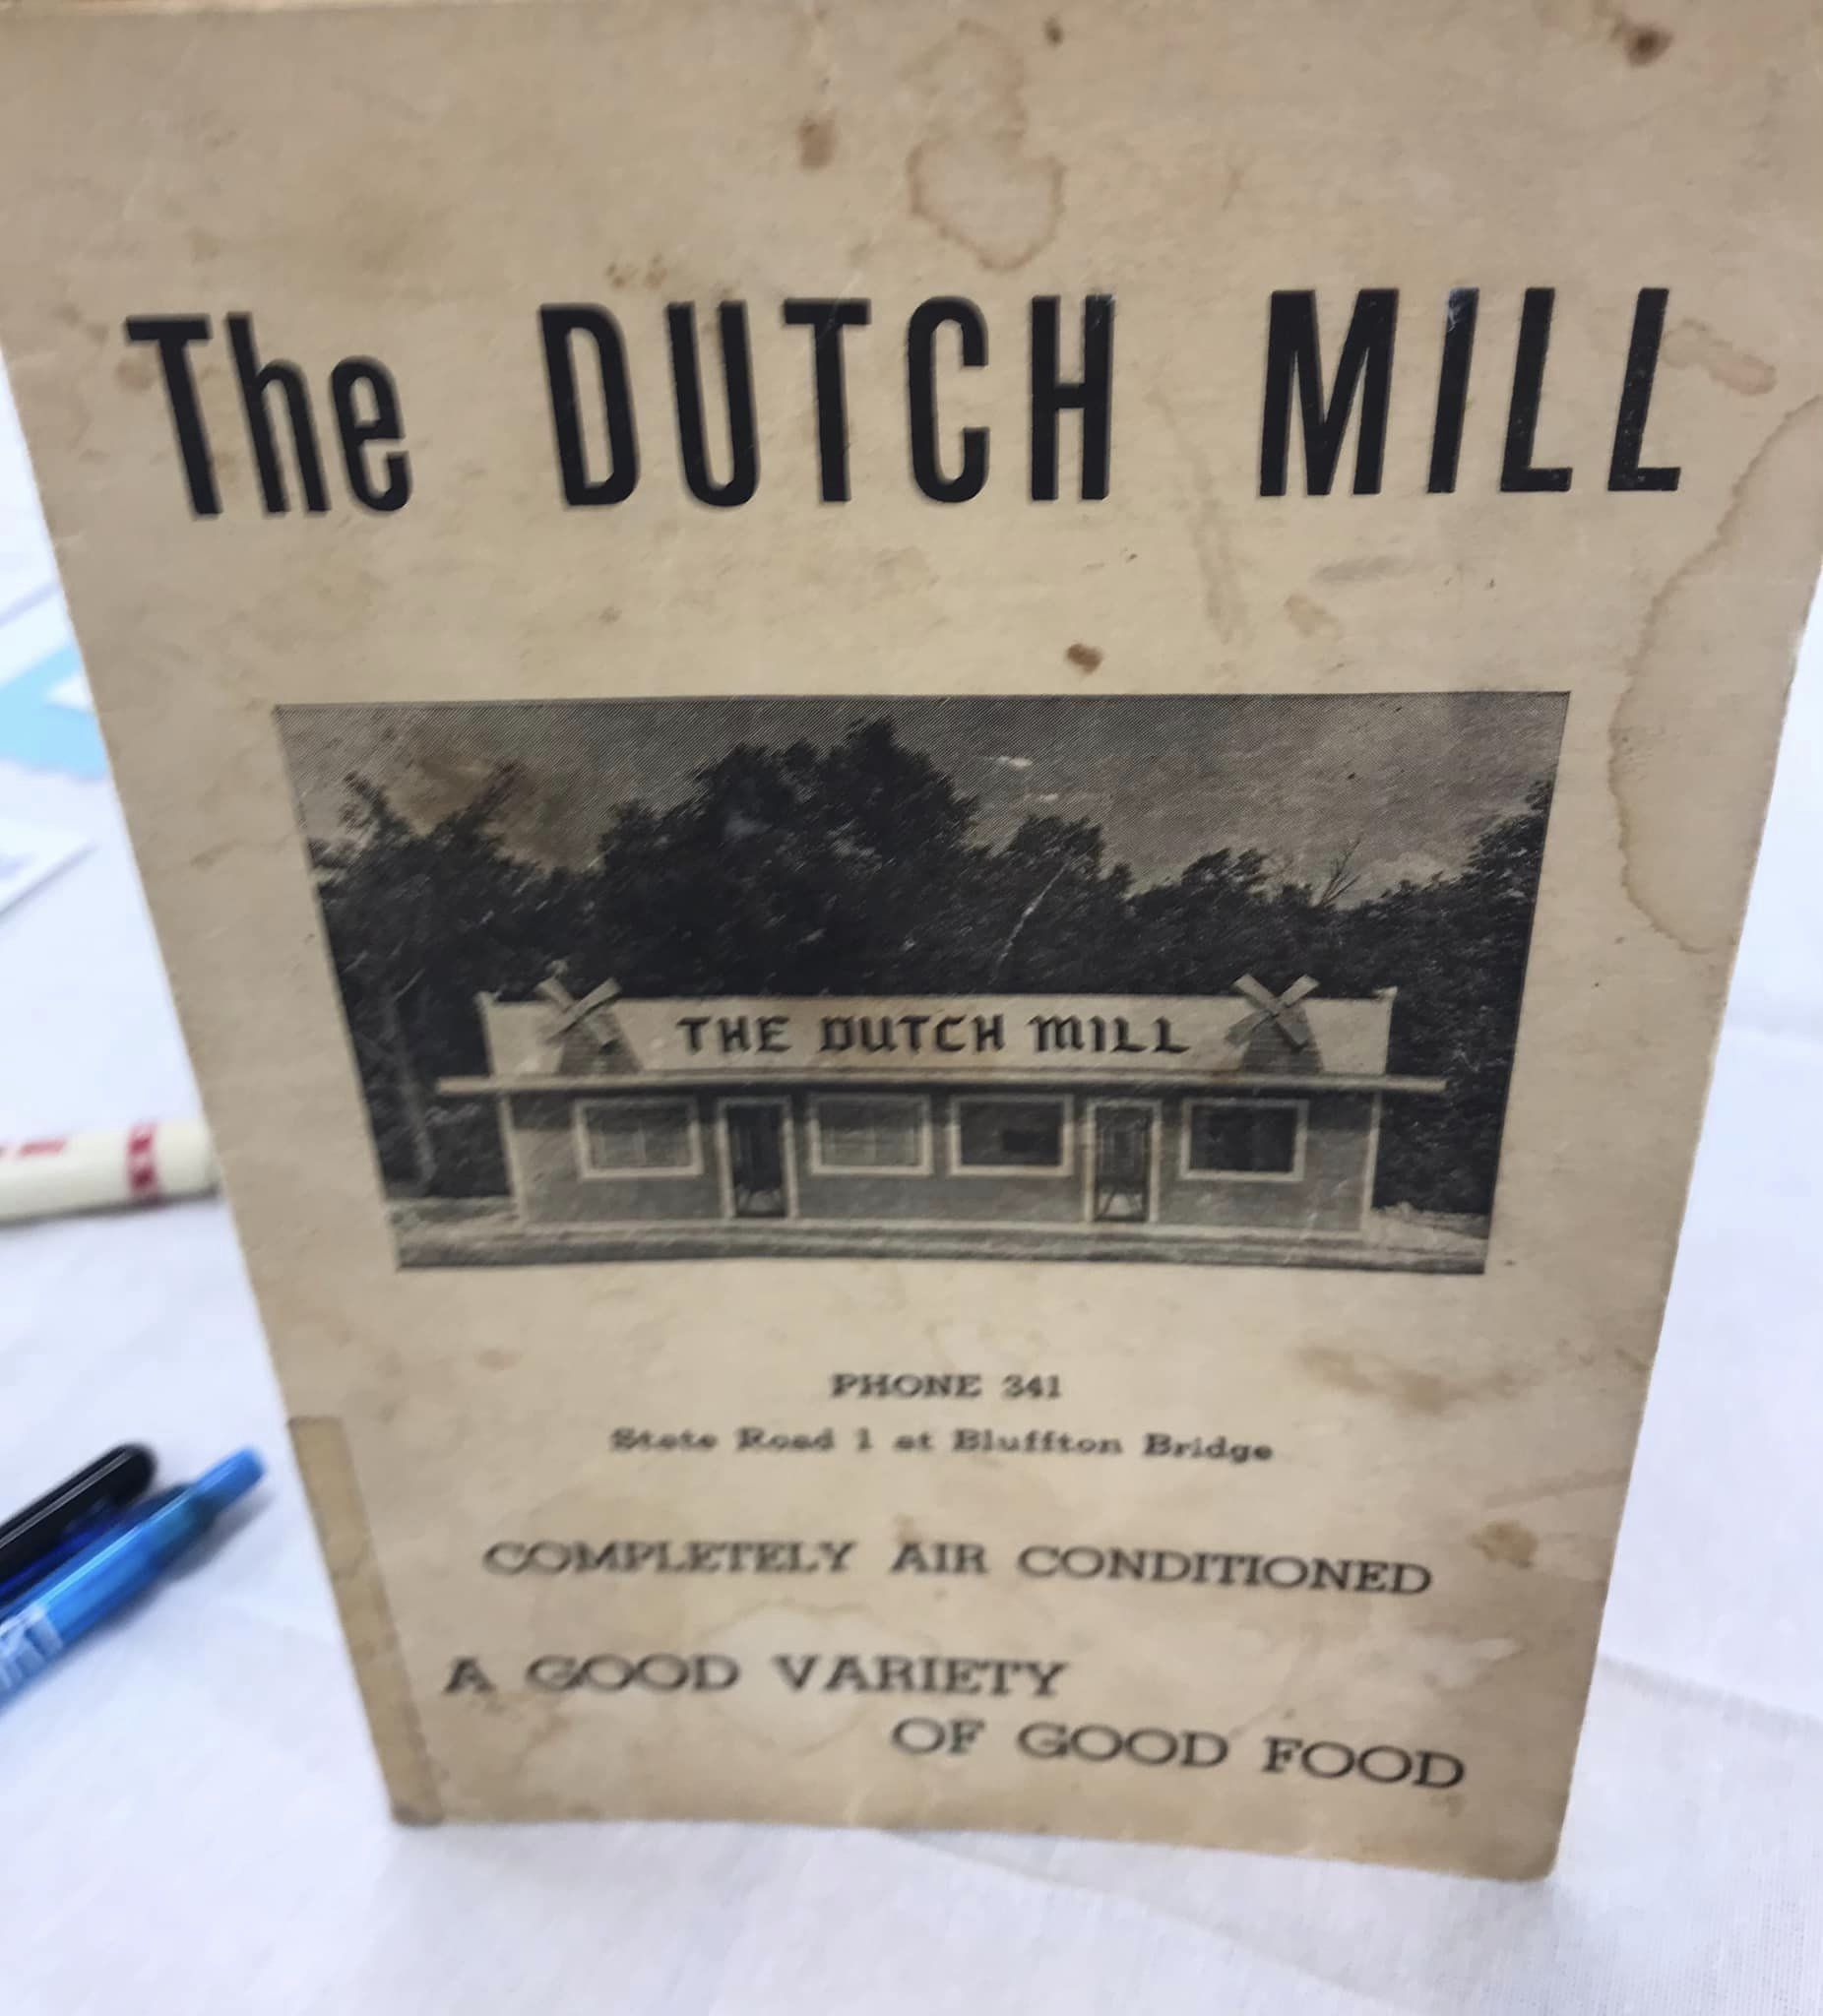 The DUTCH MILL
THE DUTCH MILL
PHONE 341
State Road 1 at Bluffton Bridge
COMPLETELY AIR CONDITIONED
A GOOD VARIETY
OF GOOD FOOD